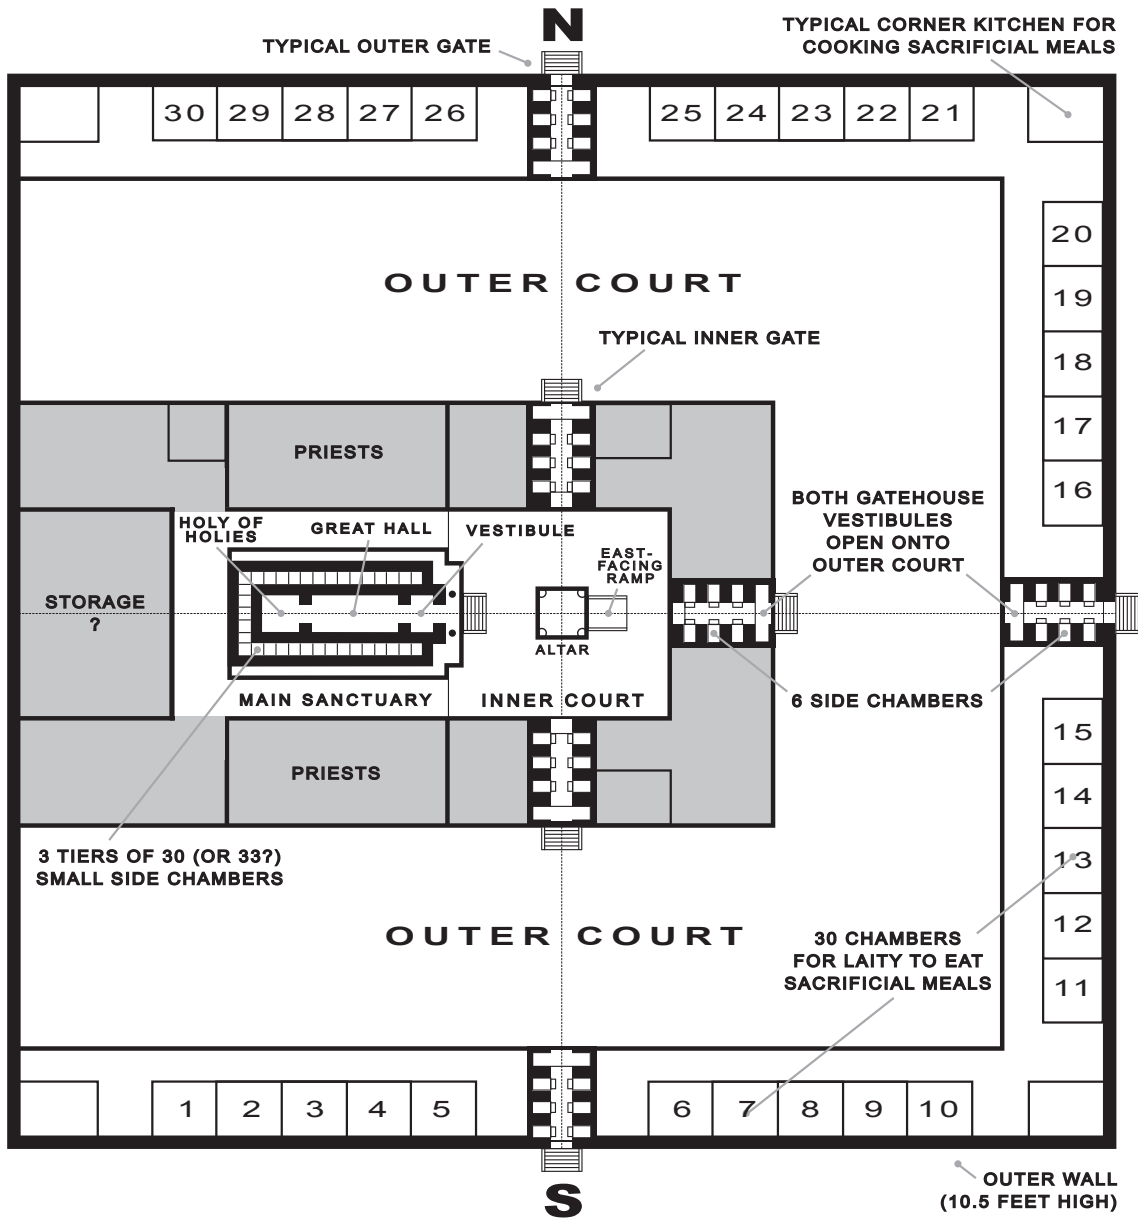 N
TYPICAL OUTER GATE
TYPICAL CORNER KITCHEN FOR
COOKING SACRIFICIAL MEALS
30 29 28 27 26
25 24 23 22 21
20
19
18
17
16
OUTER COURT
TYPICAL INNER GATE
PRIESTS
BOTH GATEHOUSE
VESTIBULES
OPEN ONTO
OUTER COURT
HOLY OF
HOLIES
GREAT HALL
VESTIBULE
EAST-
FACING
RAMP
STORAGE
?
ALTAR
MAIN SANCTUARY
INNER COURT
6 SIDE CHAMBERS
PRIESTS
15
14
13
12
11
3 TIERS OF 30 (OR 33?)
SMALL SIDE CHAMBERS
OUTER COURT
30 CHAMBERS
FOR LAITY TO EAT
SACRIFICIAL MEALS
1 2 3 4 5
6 7 8 9 10
S
OUTER WALL
(10.5 FEET HIGH)